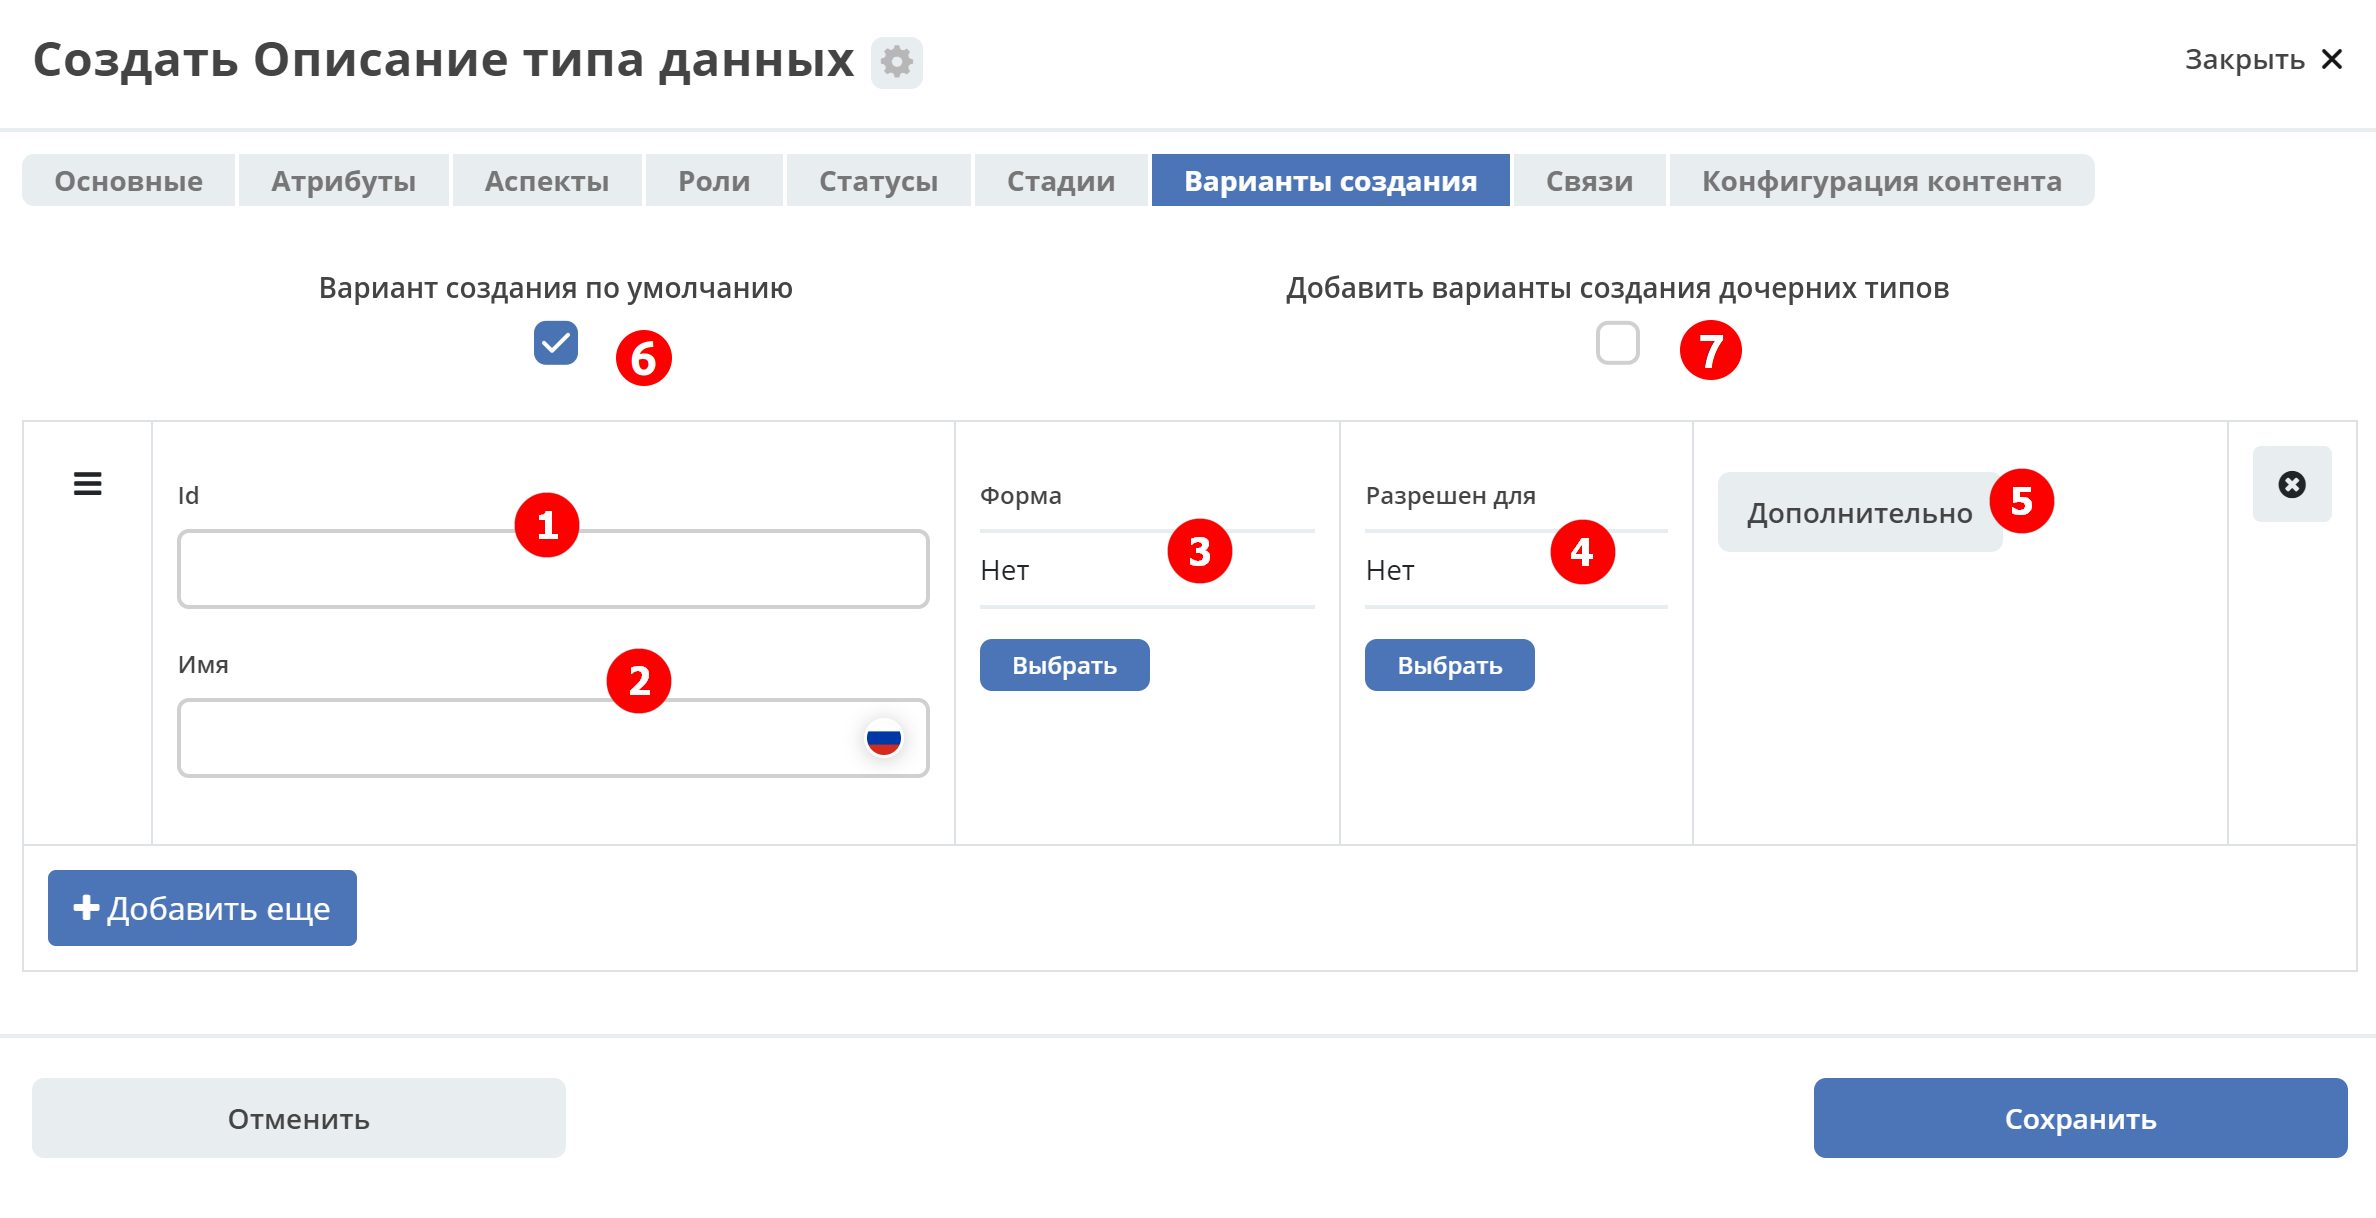 Создать Описание типа данных
Закрыть
Основные Атрибуты Аспекты Роли Статусы Стадии Варианты создания Связи Конфигурация контента
Вариант создания по умолчанию
6
Добавить варианты создания дочерних типов
7
Id
1
Имя
2
Форма
3
Нет
Выбрать
Разрешен для
4
Нет
Выбрать
Дополнительно
5
Добавить еще
Отменить
Сохранить